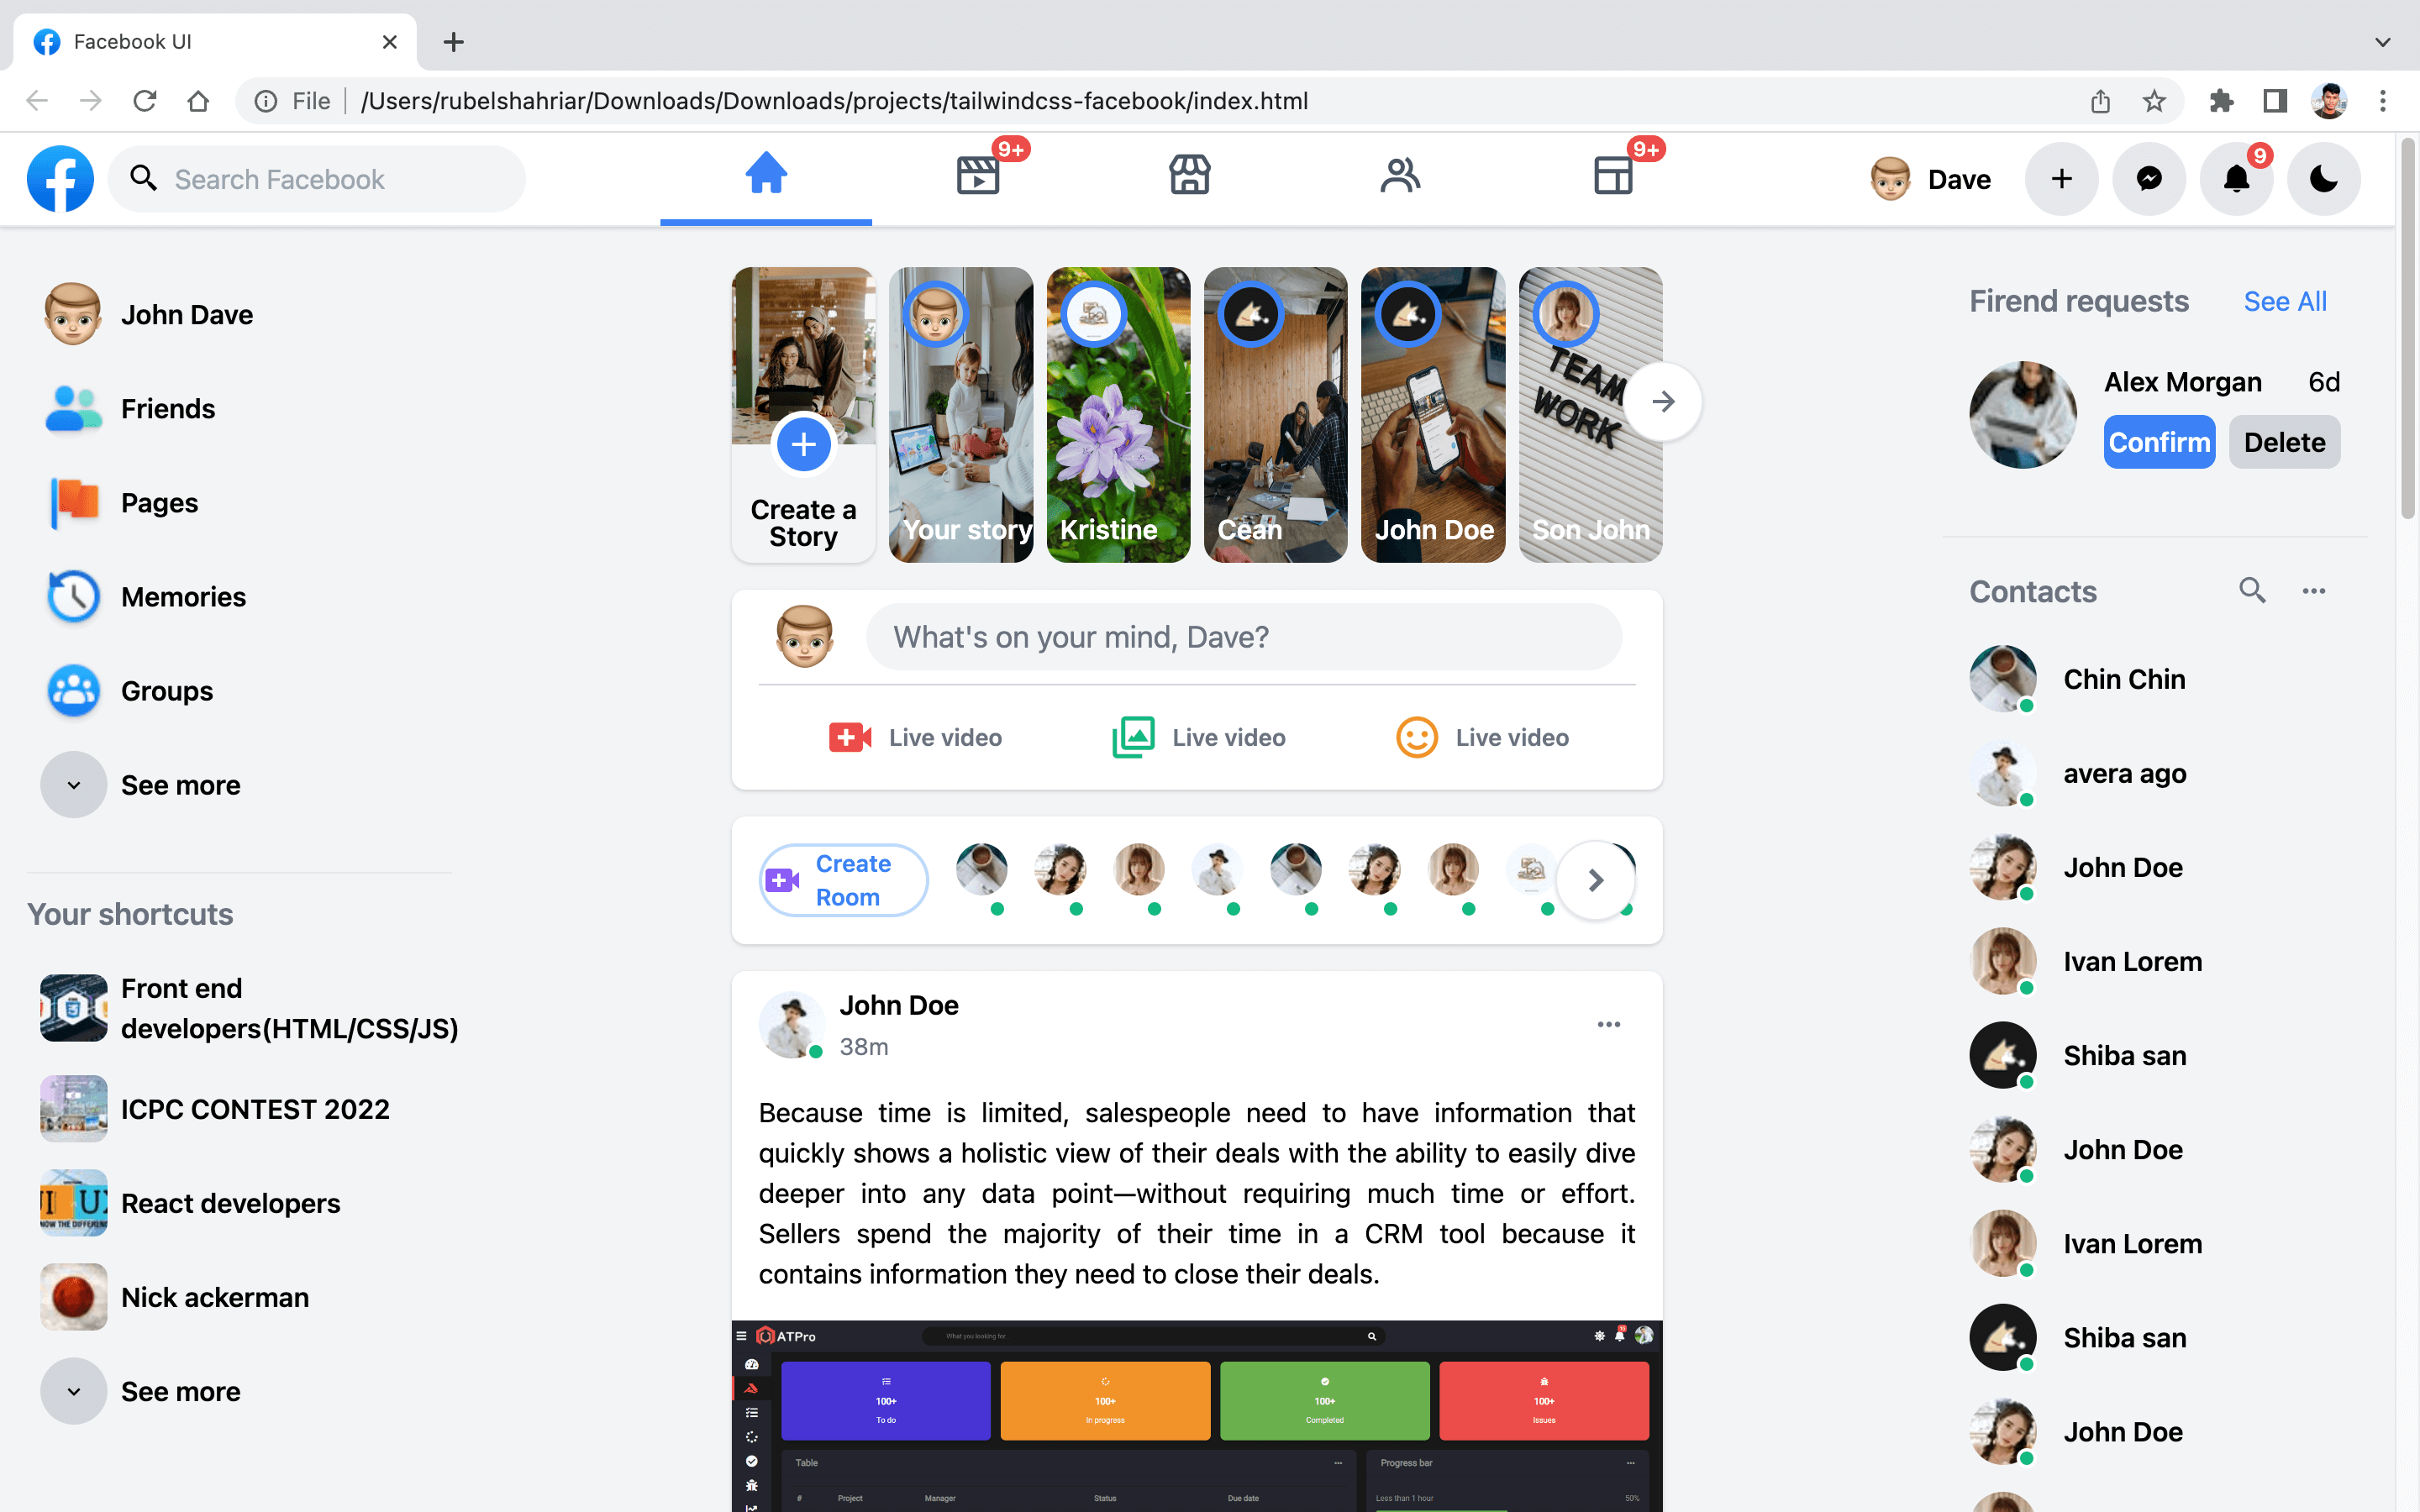 Facebook UI
File
/Users/rubelshahriar/Downloads/Downloads/projects/tailwindcss-facebook/index.html
Search Facebook
9+
9+
Dave
9
John Dave
Friends
Pages
Memories
Groups
See more
Your shortcuts
Front end
developers(HTML/CSS/JS)
ICPC CONTEST 2022
UI UX
NOW THE DIFFEREN
React developers
Nick ackerman
See more
Create a
Story
Your story
Kristine
Cean
John Doe
TEAM
WORK
Son John
What's on your mind, Dave?
Live video
Live video
Live video
Create
Room
John Doe
38m
Because time is limited, salespeople need to have information that
quickly shows a holistic view of their deals with the ability to easily dive
deeper into any data point—without requiring much time or effort.
Sellers spend the majority of their time in a CRM tool because it
contains information they need to close their deals.
ATPro
What you looking for
10
100+
To do
100+
In progress
100+
Completed
100+
Issues
Table
Progress bar
# Project Manager Status Due date
Less than 1 hour 50%
Firend requests
See All
Alex Morgan
6d
Confirm
Delete
Contacts
Chin Chin
avera ago
John Doe
Ivan Lorem
Shiba san
John Doe
Ivan Lorem
Shiba san
John Doe